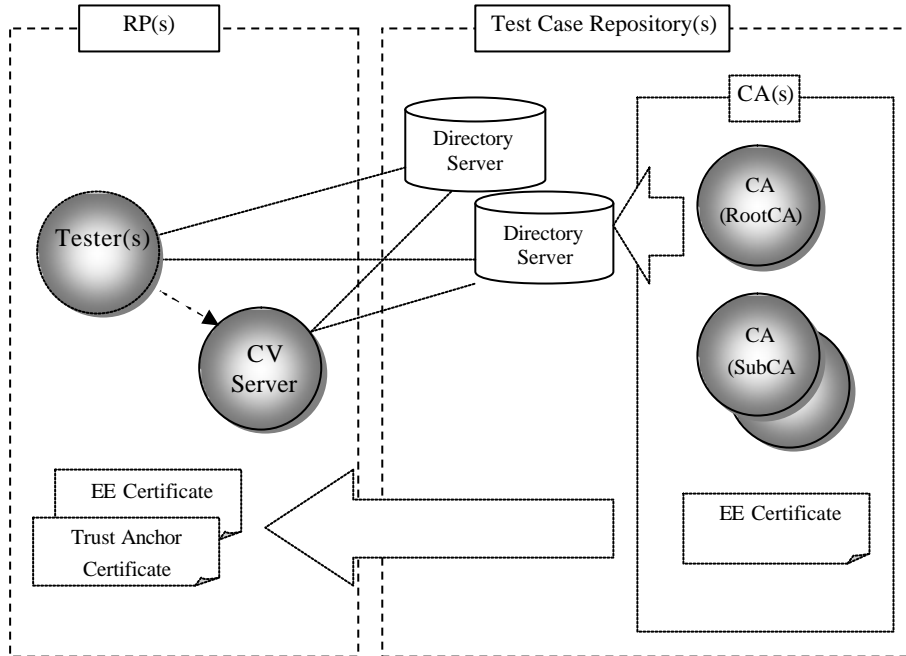 RP(s)
Test Case Repository(s)
CA(s)
Directory
Server
Directory
Server
CA
(RootCA)
Tester(s)
CV
Server
CA
(SubCA
EE Certificate
Trust Anchor
Certificate
EE Certificate